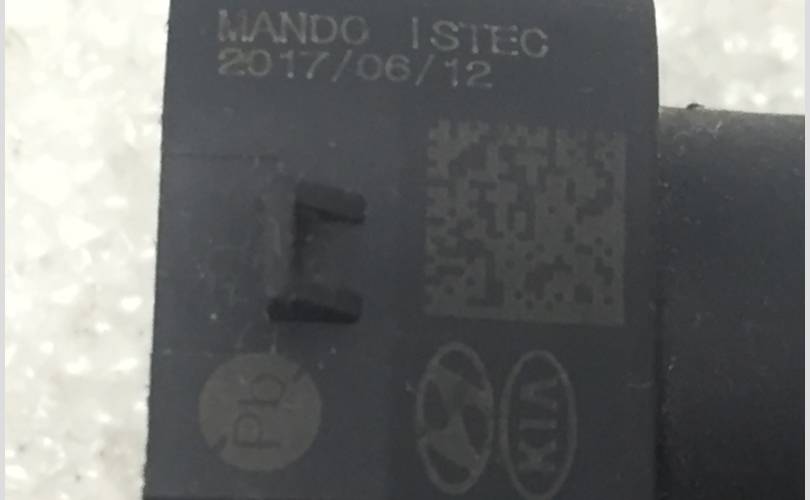 MANDO ISTEC
2017/06/12
Pb
KIA